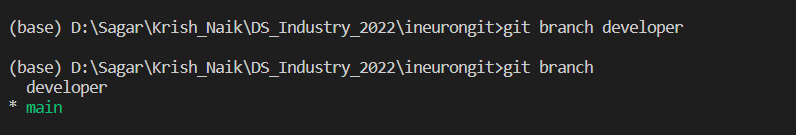 (base) D:\Sagar\Krish_Naik\DS_Industry_2022\ineurongit>git branch developer
(base) D:\Sagar\Krish_Naik\DS_Industry_2022\ineurongit>git branch
  developer
* main